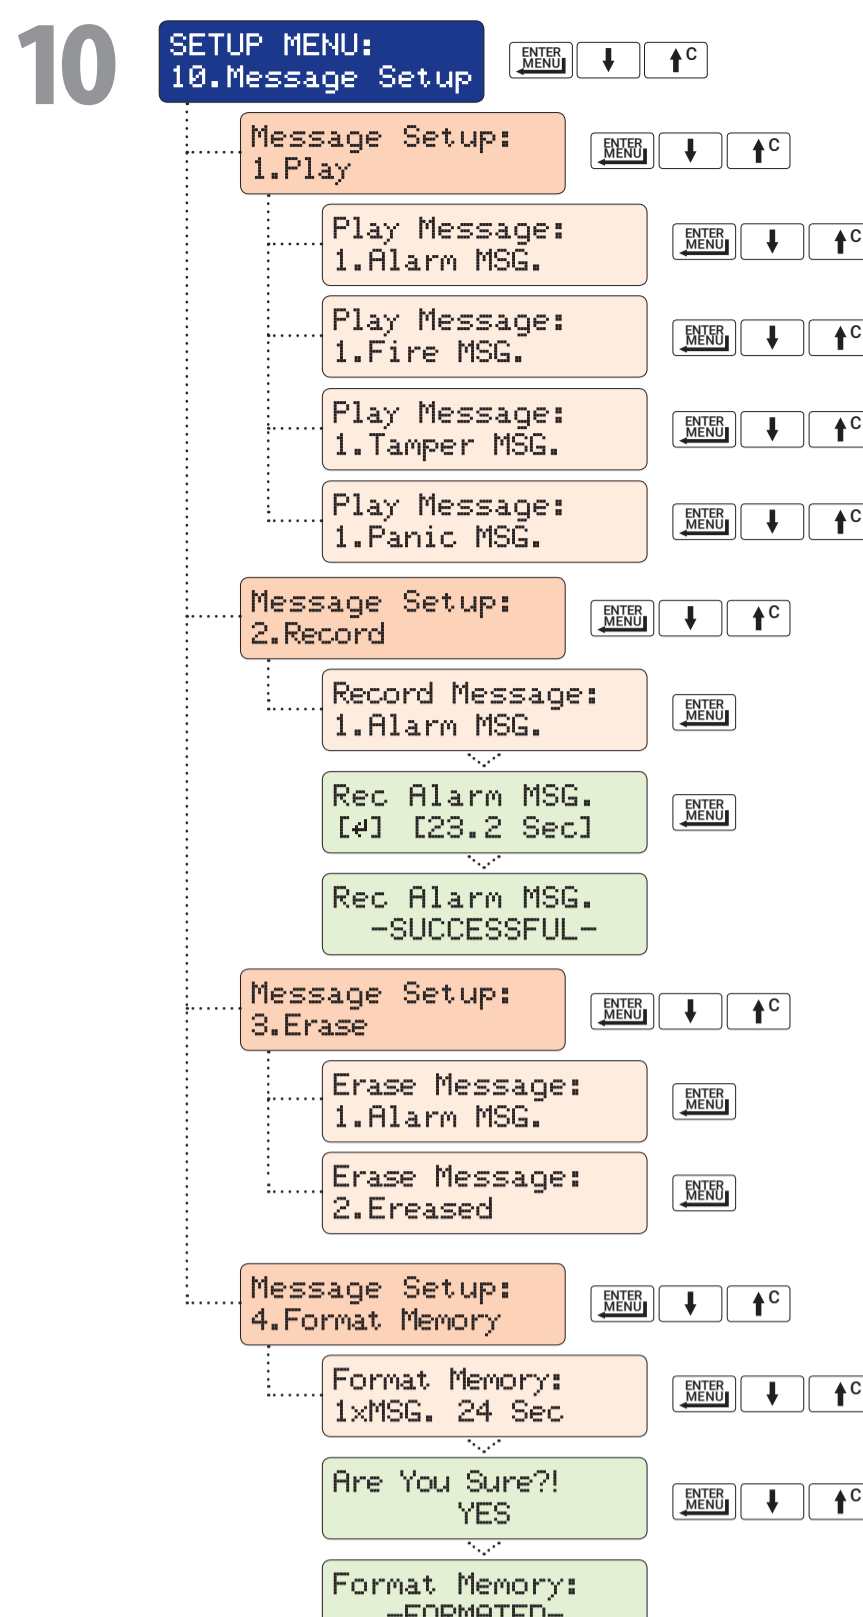 10
SETUP MENU:
10.Message Setup
ENTER
MENU
C
Message Setup:
1.Play
ENTER
MENU
C
Play Message:
1.Alarm MSG.
ENTER
MENU
C
Play Message:
1.Fire MSG.
ENTER
MENU
C
Play Message:
1.Tamper MSG.
ENTER
MENU
C
Play Message:
1.Panic MSG.
ENTER
MENU
C
Message Setup:
2.Record
ENTER
MENU
C
Record Message:
1.Alarm MSG.
ENTER
MENU
Rec Alarm MSG.
[↵] [23.2 Sec]
ENTER
MENU
Rec Alarm MSG.
-SUCCESSFUL-
Message Setup:
3.Erase
ENTER
MENU
C
Erase Message:
1.Alarm MSG.
ENTER
MENU
Erase Message:
2.Ereased
ENTER
MENU
Message Setup:
4.Format Memory
ENTER
MENU
C
Format Memory:
1xMSG. 24 Sec
ENTER
MENU
C
Are You Sure?!
YES
ENTER
MENU
C
Format Memory:
-FORMATED-